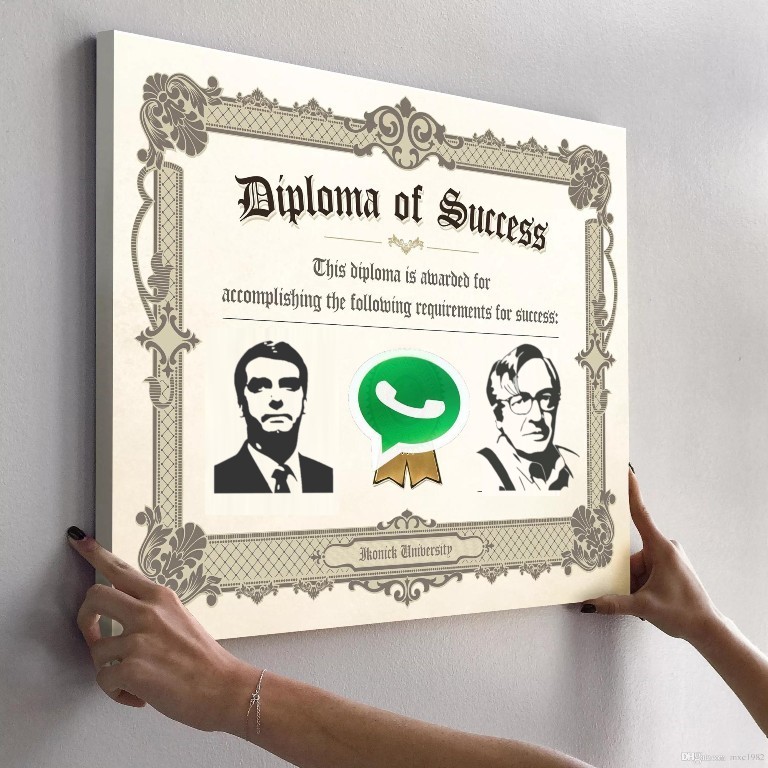 Diploma of Success
This diploma is awarded for
accomplishing the following requirements for success:
Ikonick University